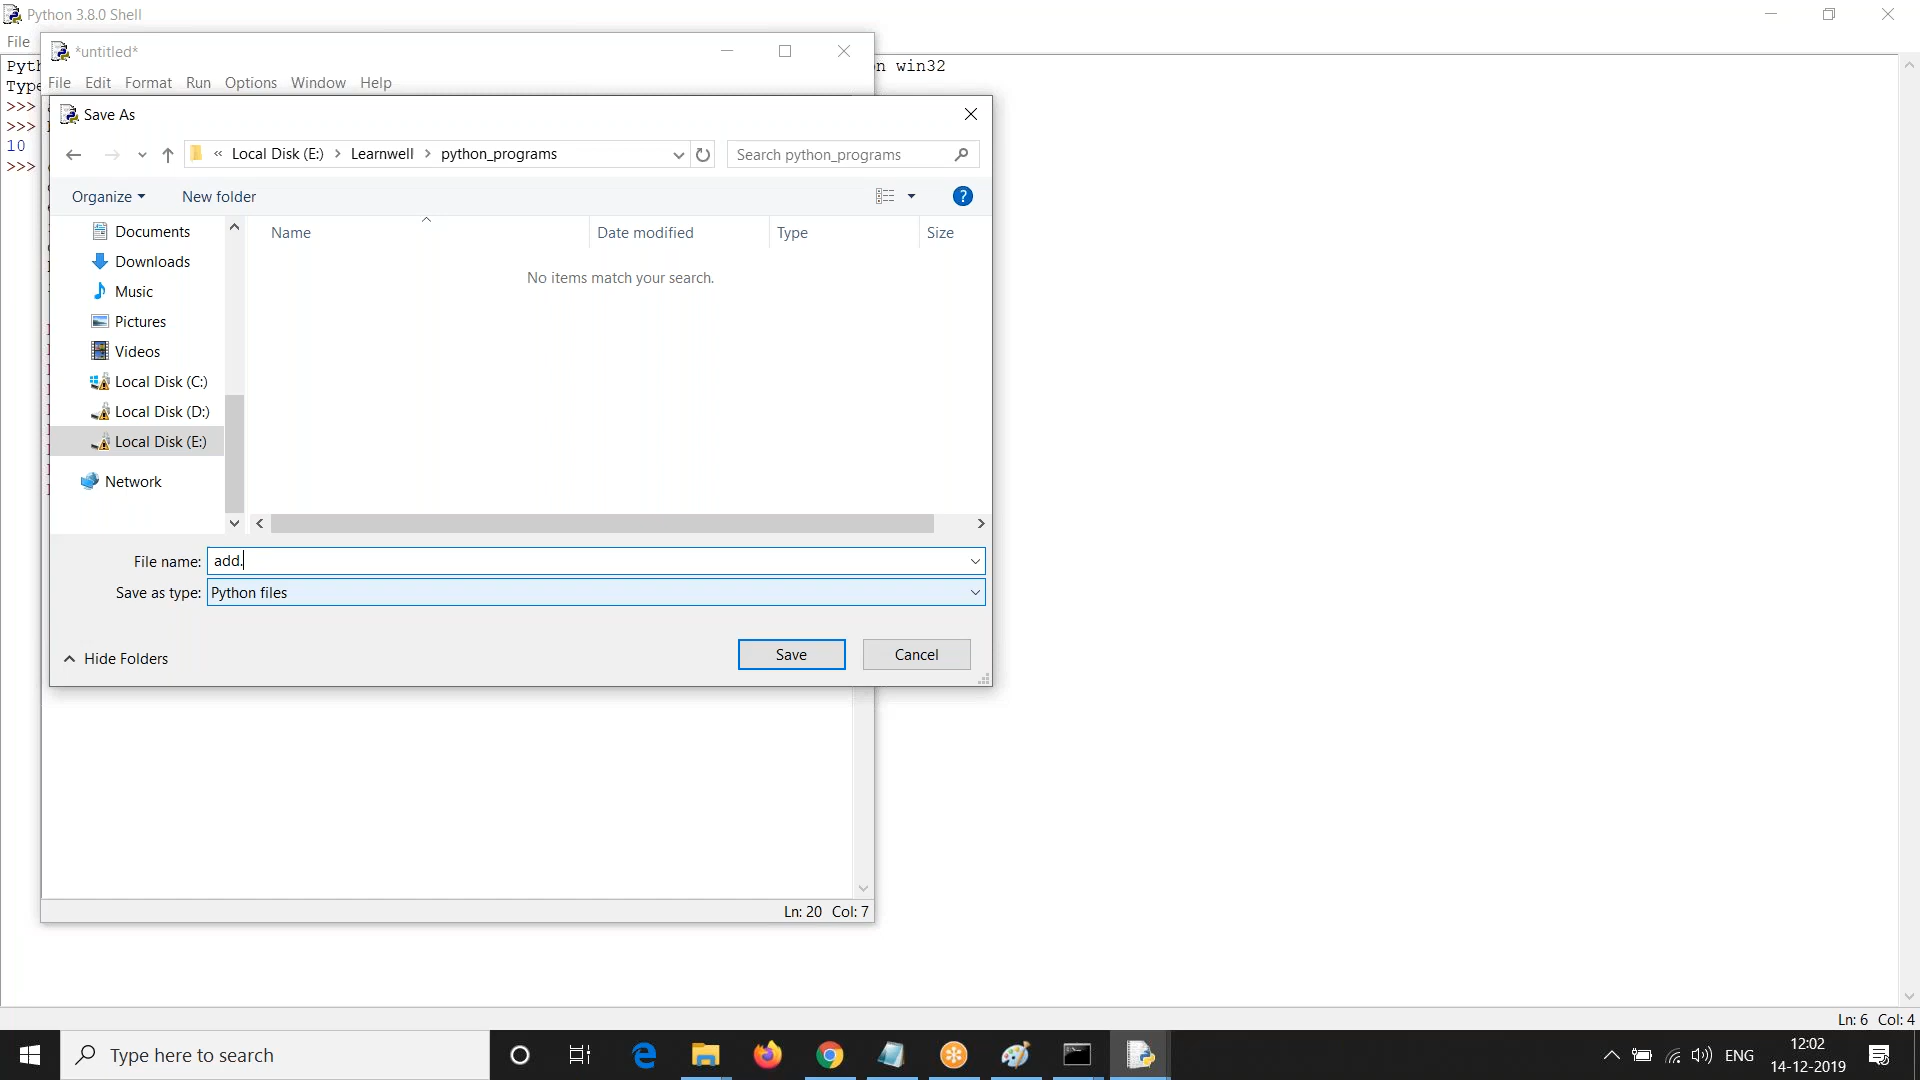 Python 3.8.0 Shell
File
n win32
>>>
>>>
10
>>>
*untitled*
File Edit Format Run Options Window Help
Save As
« Local Disk (E:) > Learnwell > python_programs
Search python_programs
Organize
New folder
Documents
Downloads
Music
Pictures
Videos
Local Disk (C:)
Local Disk (D:)
Local Disk (E:)
Network
Name Date modified Type Size
No items match your search.
File name: add.
Save as type: Python files
Hide Folders
Save
Cancel
Ln: 20 Col: 7
Ln: 6 Col: 4
Type here to search
ENG
12:02
14-12-2019